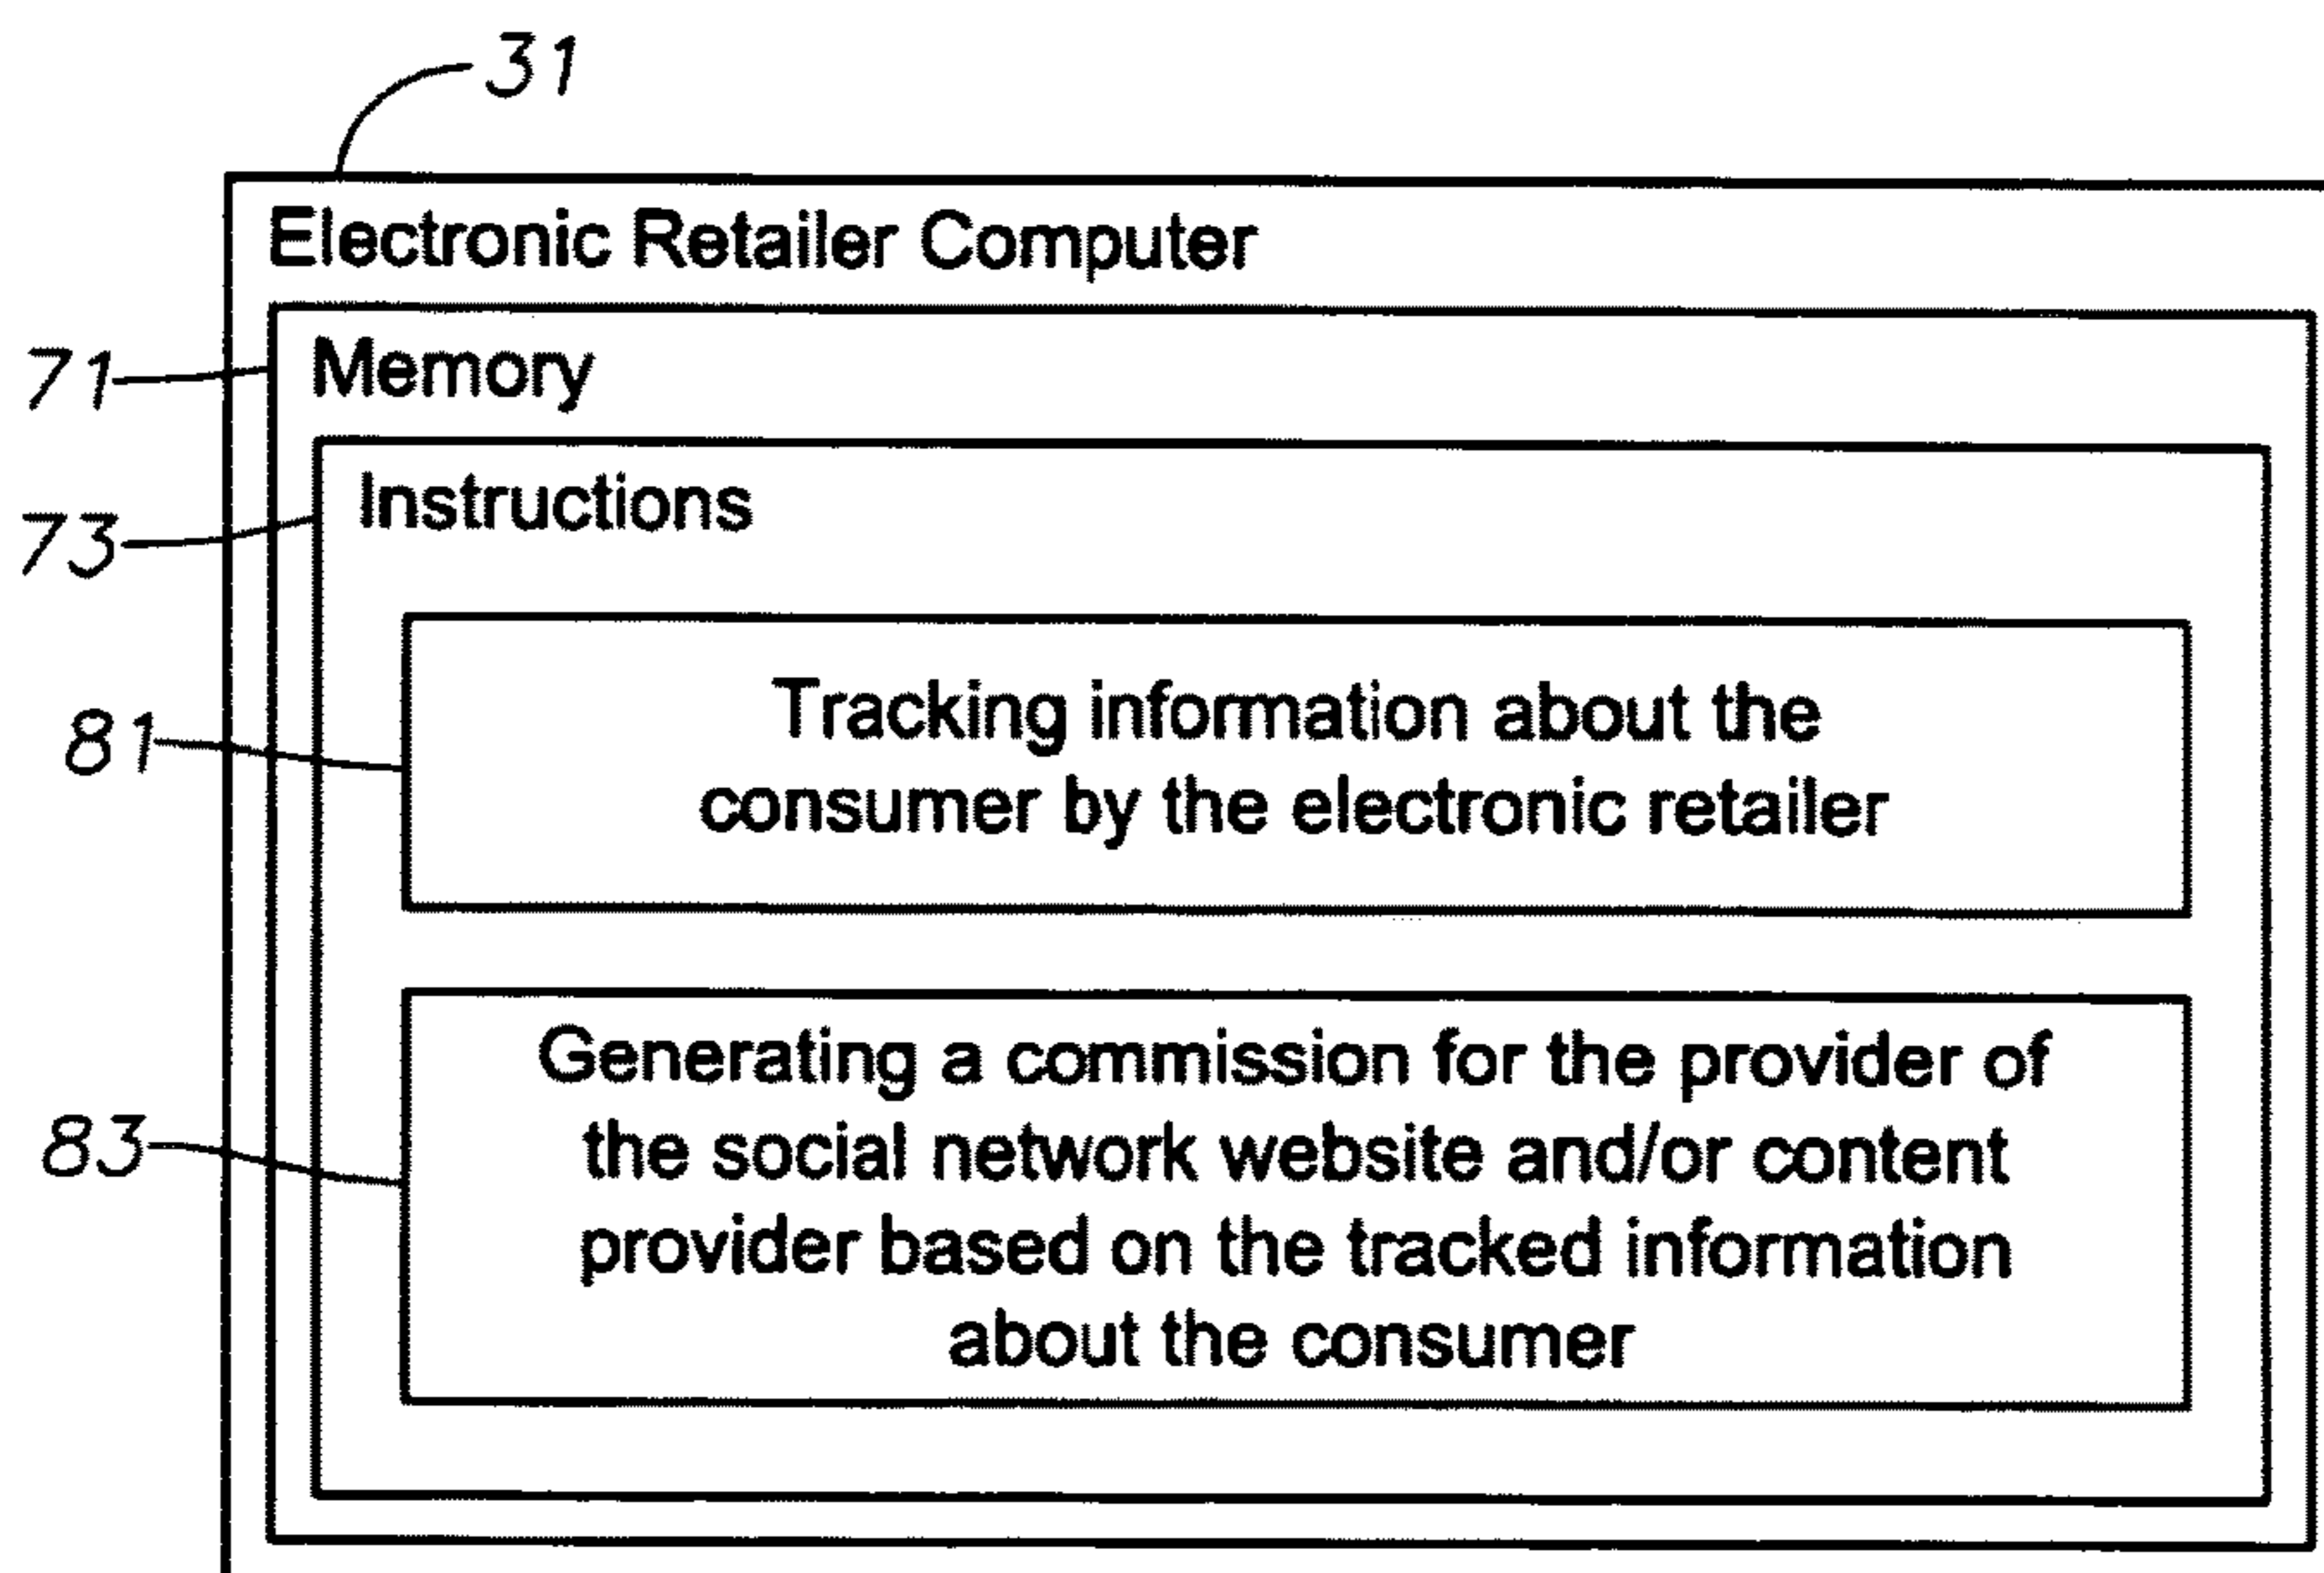 31
Electronic Retailer Computer
71
Memory
73
Instructions
81
Tracking information about the
consumer by the electronic retailer
83
Generating a commission for the provider of
the social network website and/or content
provider based on the tracked information
about the consumer